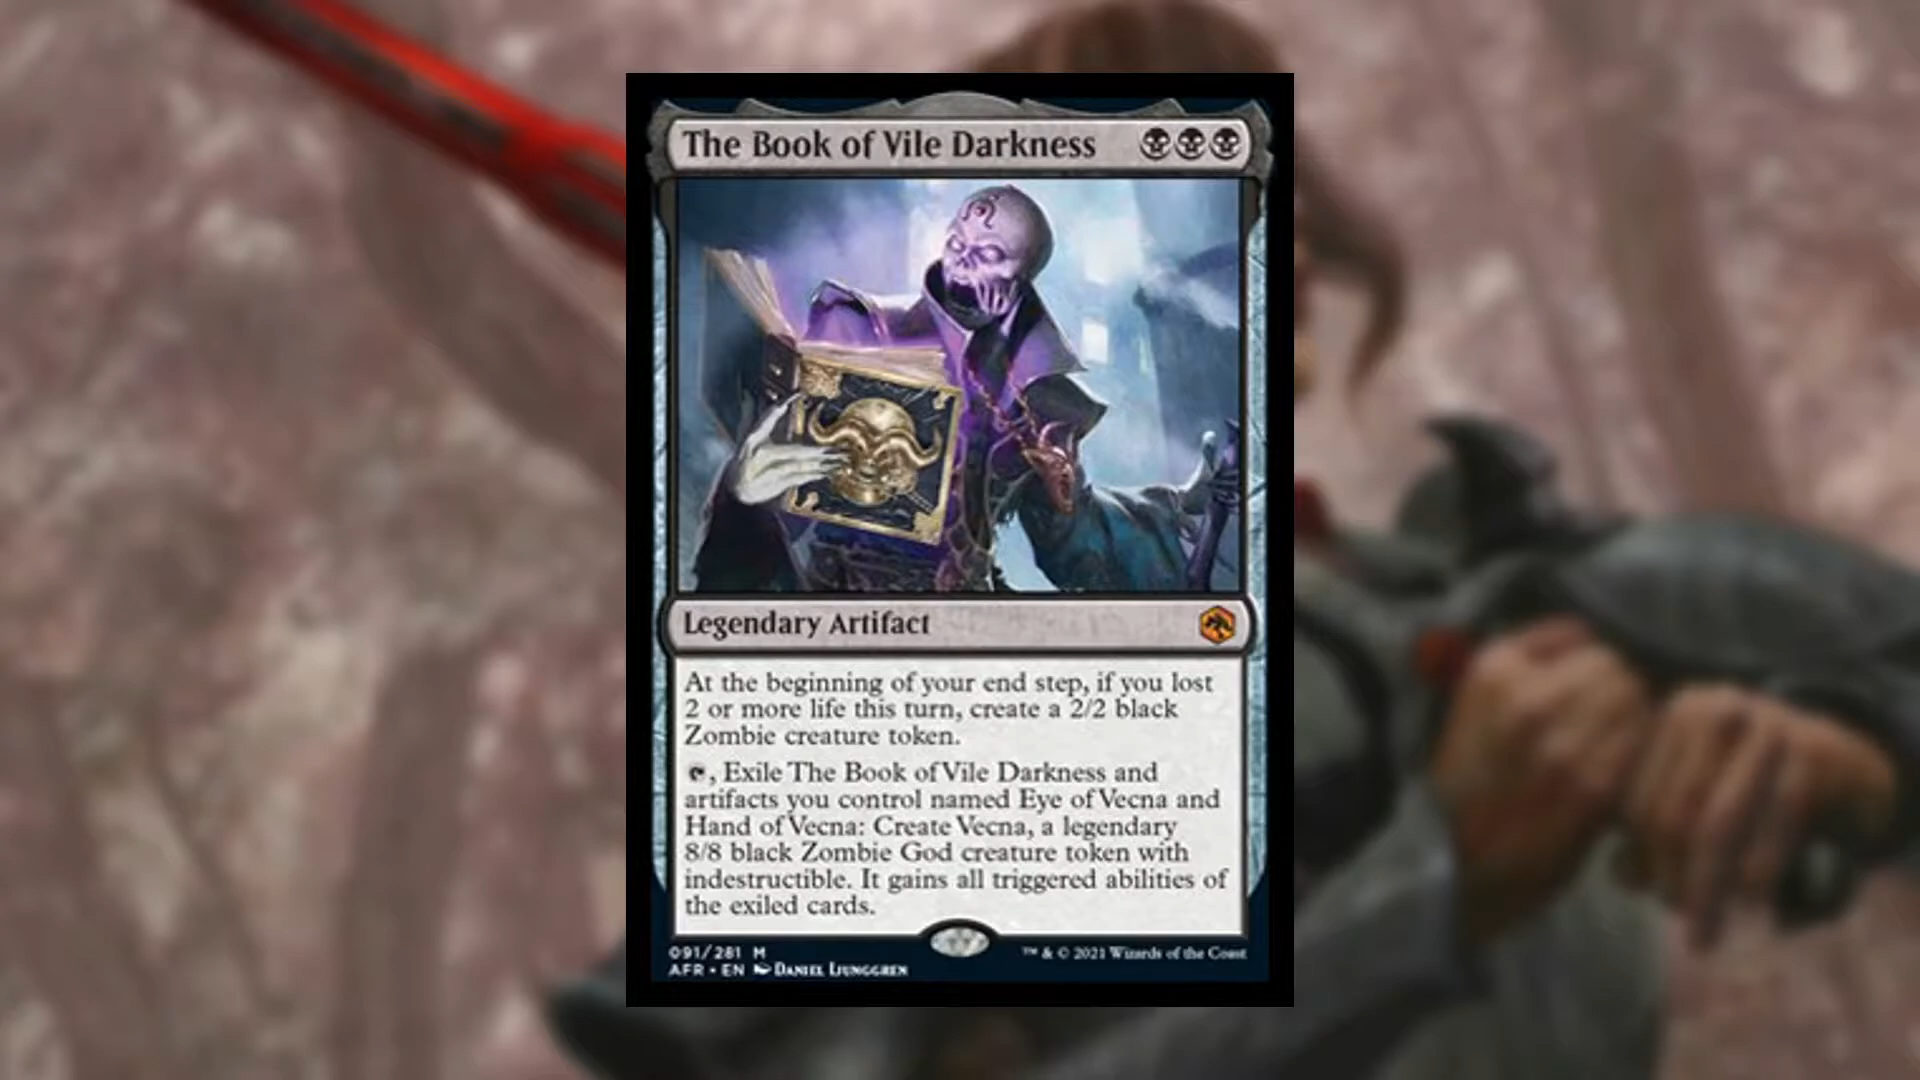 The Book of Vile Darkness
Legendary Artifact
At the beginning of your end step, if you lost
2 or more life this turn, create a 2/2 black
Zombie creature token.
, Exile The Book of Vile Darkness and
artifacts you control named Eye of Vecna and
Hand of Vecna: Create Vecna, a legendary
8/8 black Zombie God creature token with
indestructible. It gains all triggered abilities of
the exiled cards.
091/281 M
™ & © 2021 Wizards of the Coast
AFR • EN Daniel Ljunggren